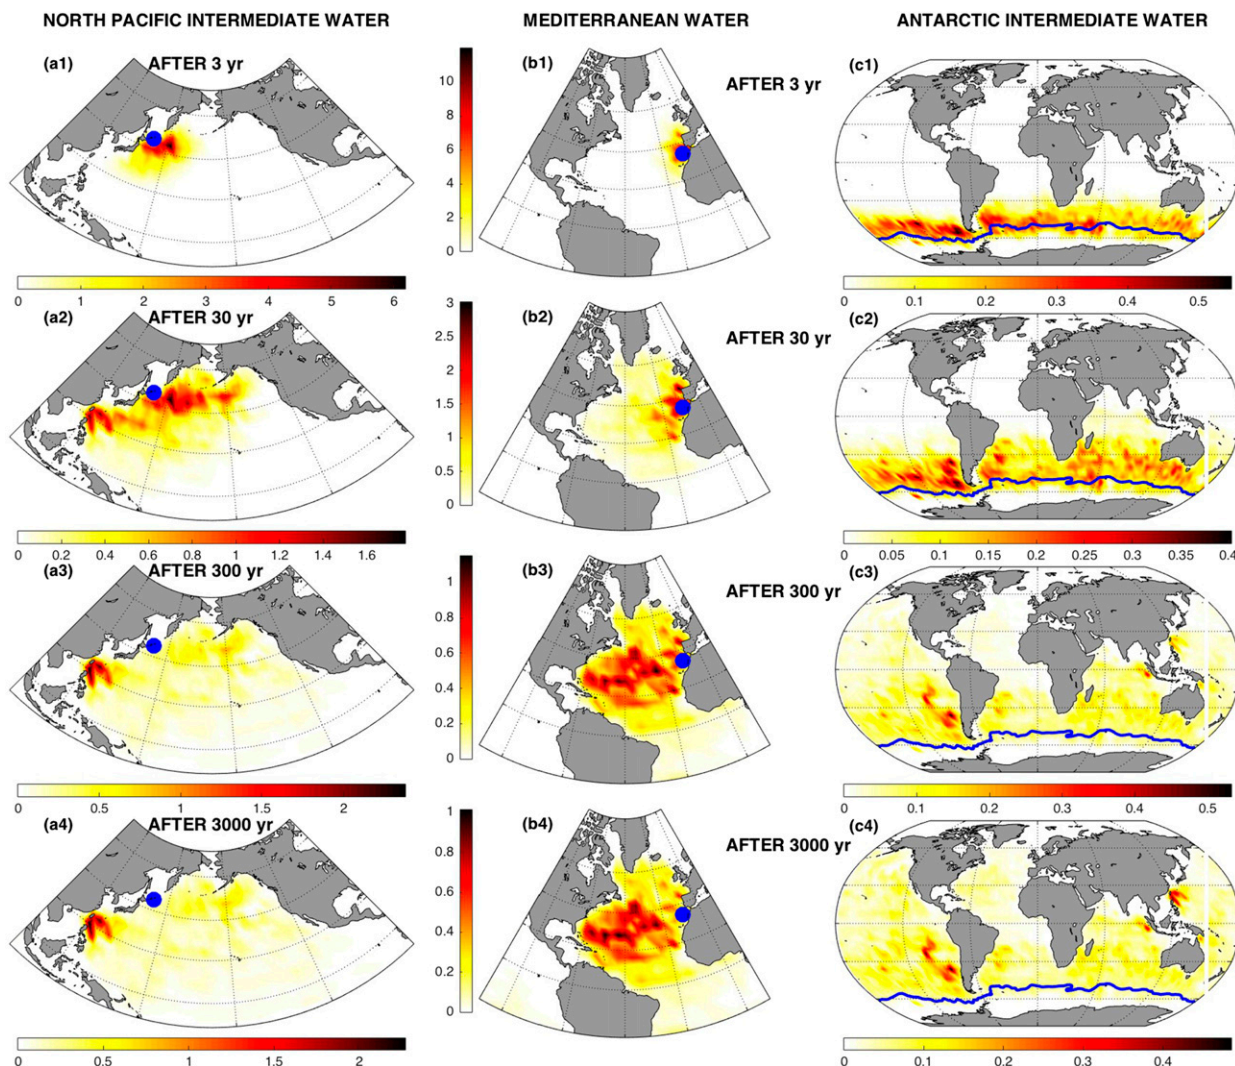 NORTH PACIFIC INTERMEDIATE WATER
MEDITERRANEAN WATER
ANTARCTIC INTERMEDIATE WATER
(a1) AFTER 3 yr
0 1 2 3 4 5 6
10
8
6
4
2
0
(b1) AFTER 3 yr
(c1)
0 0.1 0.2 0.3 0.4 0.5
(a2) AFTER 30 yr
0 0.2 0.4 0.6 0.8 1 1.2 1.4 1.6
3
2.5
2
1.5
1
0.5
0
(b2) AFTER 30 yr
(c2)
0 0.05 0.1 0.15 0.2 0.25 0.3 0.35 0.4
(a3) AFTER 300 yr
0 0.5 1 1.5 2
1
0.8
0.6
0.4
0.2
0
(b3) AFTER 300 yr
(c3)
0 0.1 0.2 0.3 0.4 0.5
(a4) AFTER 3000 yr
0 0.5 1 1.5 2
1
0.8
0.6
0.4
0.2
0
(b4) AFTER 3000 yr
(c4)
0 0.1 0.2 0.3 0.4